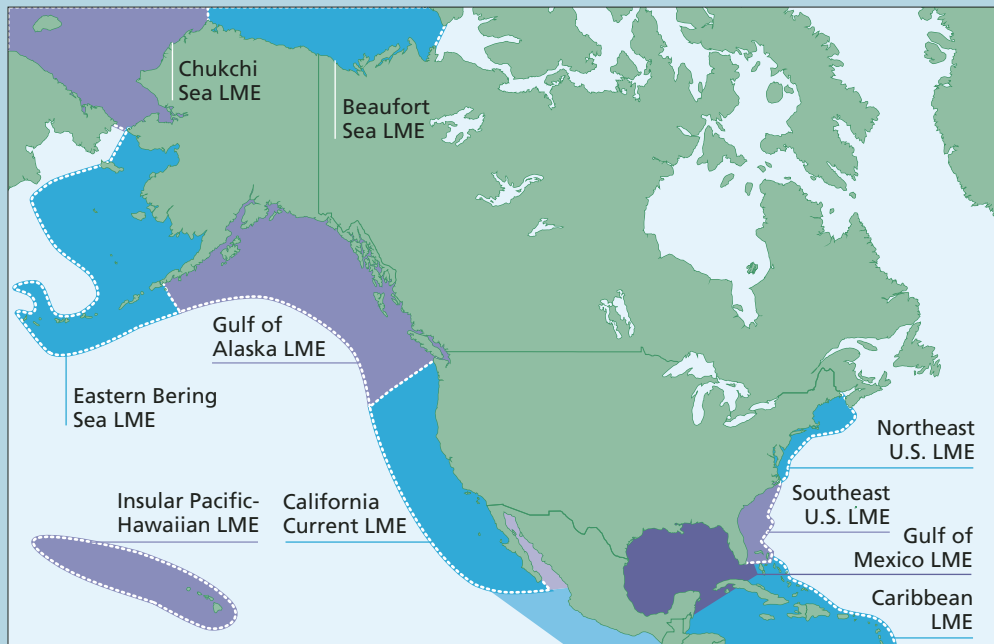 Chukchi
Sea LME
Beaufort
Sea LME
Gulf of
Alaska LME
Eastern Bering
Sea LME
Northeast
U.S. LME
Insular Pacific-
Hawaiian LME
California
Current LME
Southeast
U.S. LME
Gulf of
Mexico LME
Caribbean
LME